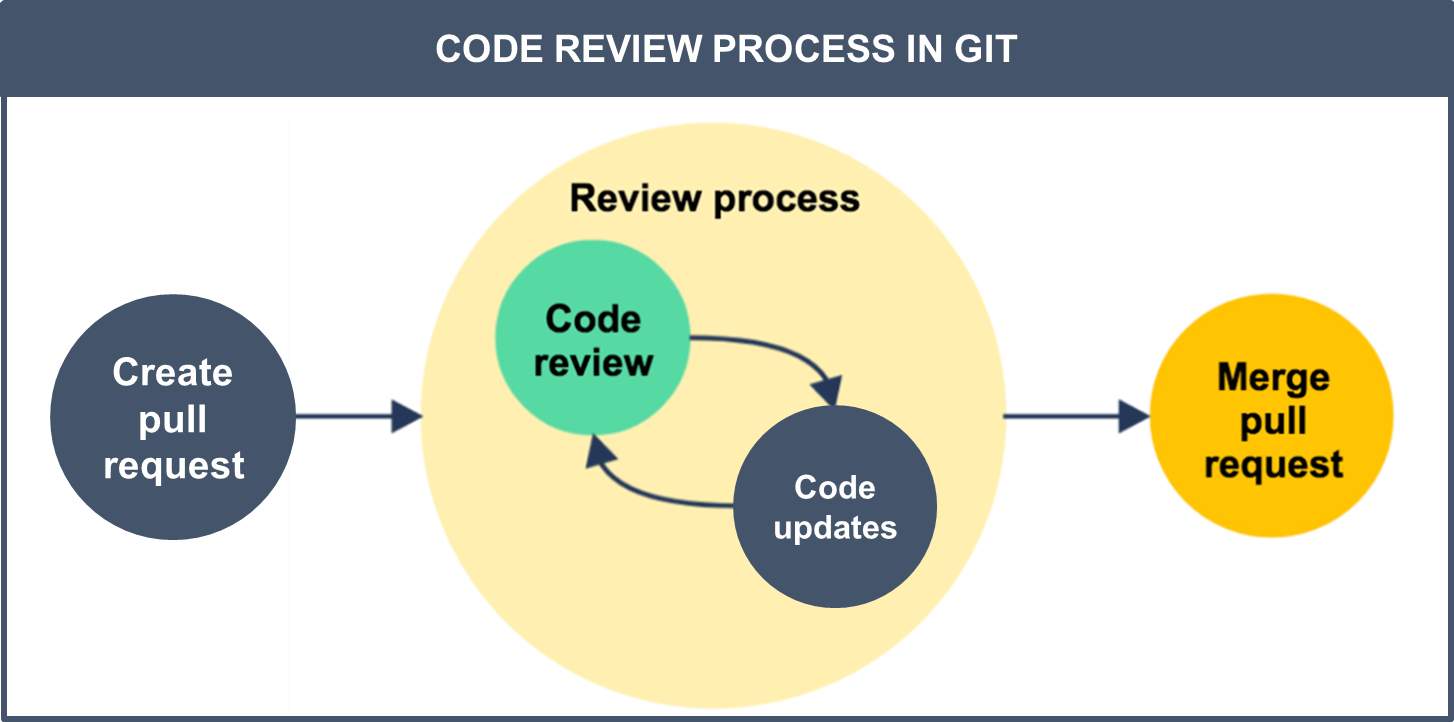 CODE REVIEW PROCESS IN GIT
Review process
Code
review
Create
pull
request
Code
updates
Merge
pull
request